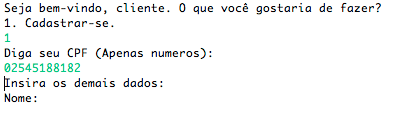 Seja bem-vindo, cliente. O que você gostaria de fazer?
1. Cadastrar-se.
1
Diga seu CPF (Apenas numeros):
02545188182
Insira os demais dados:
Nome: